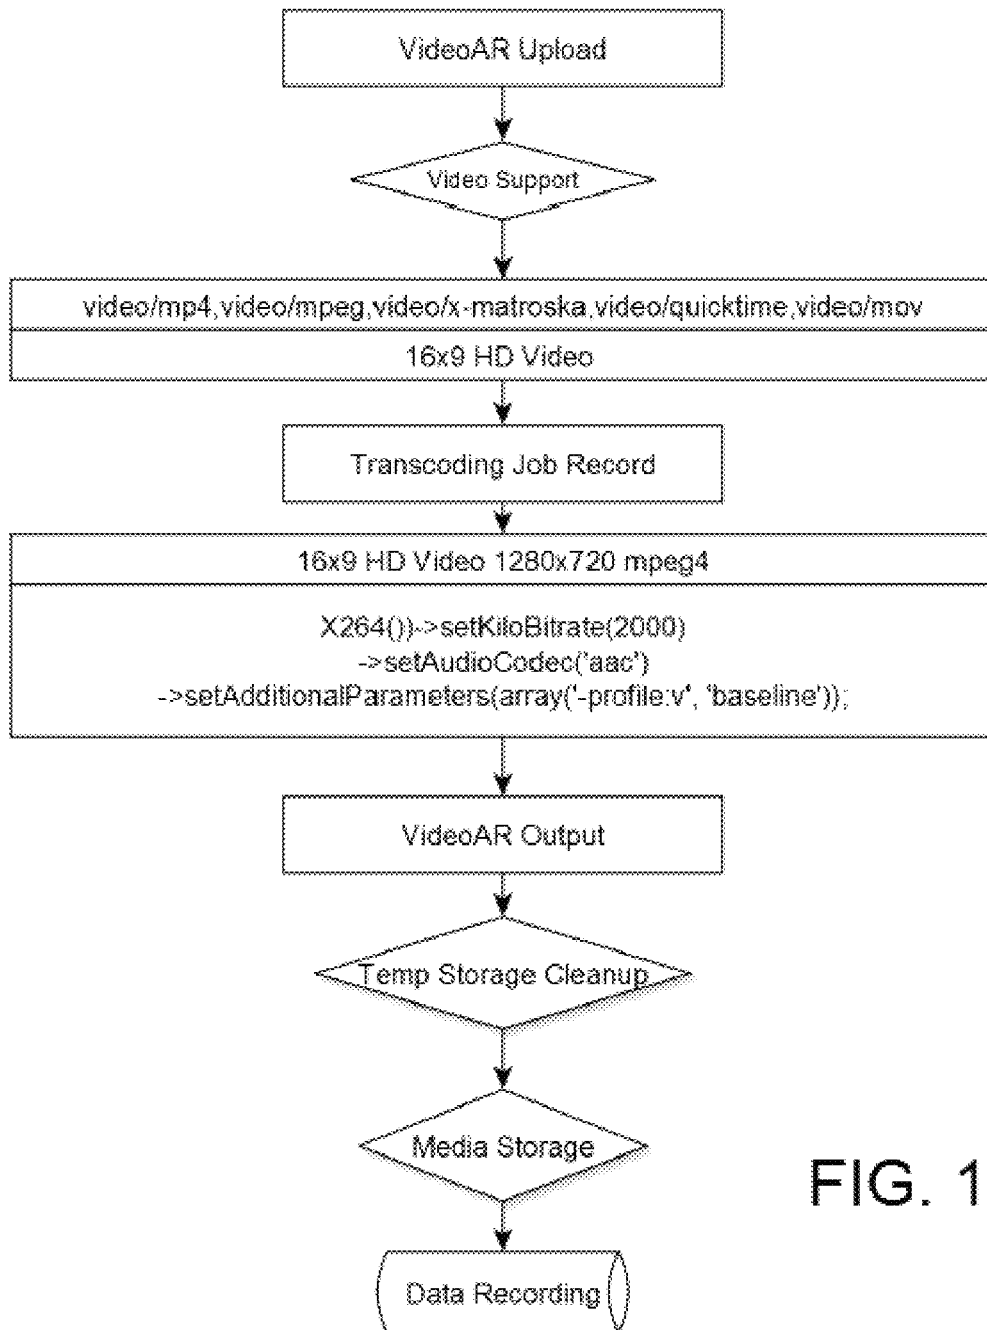 VideoAR Upload
Video Support
video/mp4,video/mpeg,video/x-matroska,video/quicktime,video/mov
16x9 HD Video
Transcoding Job Record
16x9 HD Video 1280x720 mpeg4
X264())->setKiloBitrate(2000)
->setAudioCodec('aac')
->setAdditionalParameters(array('-profile:v', 'baseline'));
VideoAR Output
Temp Storage Cleanup
Media Storage
FIG. 1
Data Recording